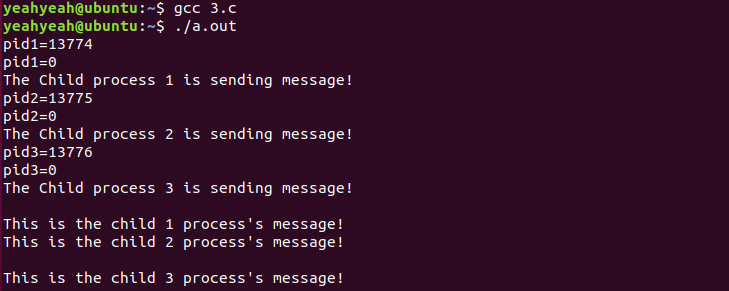 yeahyeah@ubuntu:~$ gcc 3.c
yeahyeah@ubuntu:~$ ./a.out
pid1=13774
pid1=0
The Child process 1 is sending message!
pid2=13775
pid2=0
The Child process 2 is sending message!
pid3=13776
pid3=0
The Child process 3 is sending message!
This is the child 1 process's message!
This is the child 2 process's message!
This is the child 3 process's message!